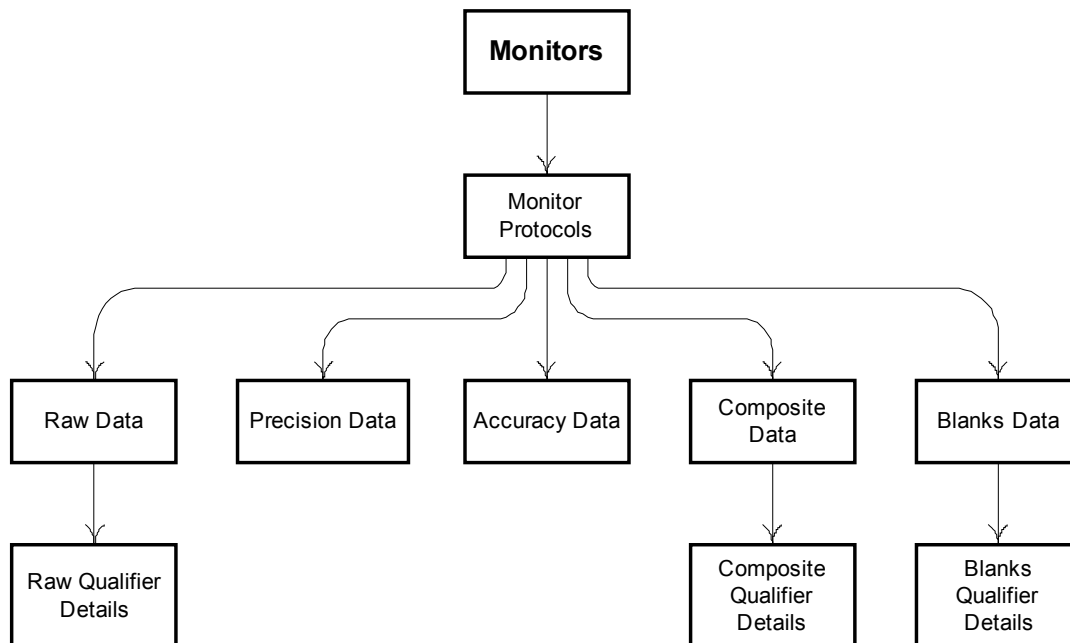 Monitors
Monitor
Protocols
Raw Data
Precision Data
Accuracy Data
Composite
Data
Blanks Data
Raw Qualifier
Details
Composite
Qualifier
Details
Blanks
Qualifier
Details